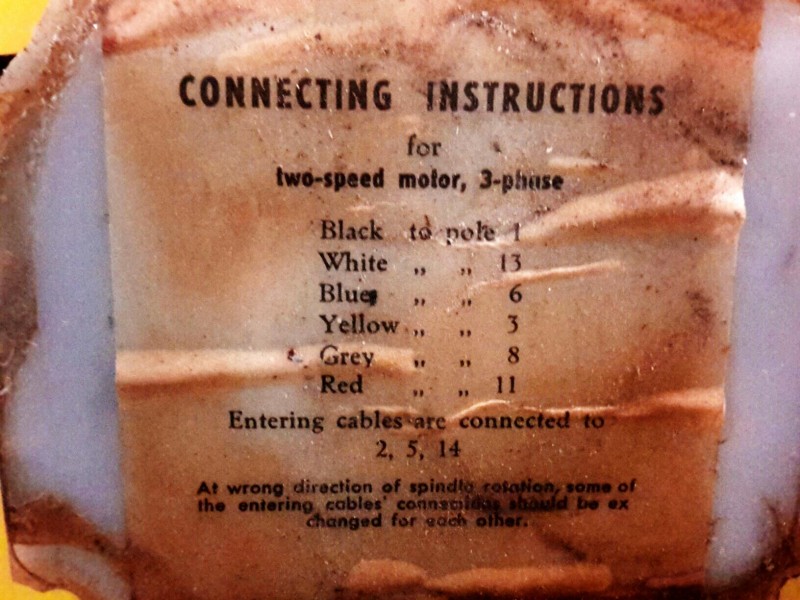 CONNECTING INSTRUCTIONS
for
two-speed motor, 3-phase
Black to pole 1
White „ „ 13
Blue „ „ 6
Yellow „ „ 3
Grey „ „ 8
Red „ „ 11
Entering cables are connected to
2, 5, 14
At wrong direction of spindle rotation, some of
the entering cables' should be ex
changed for each other.